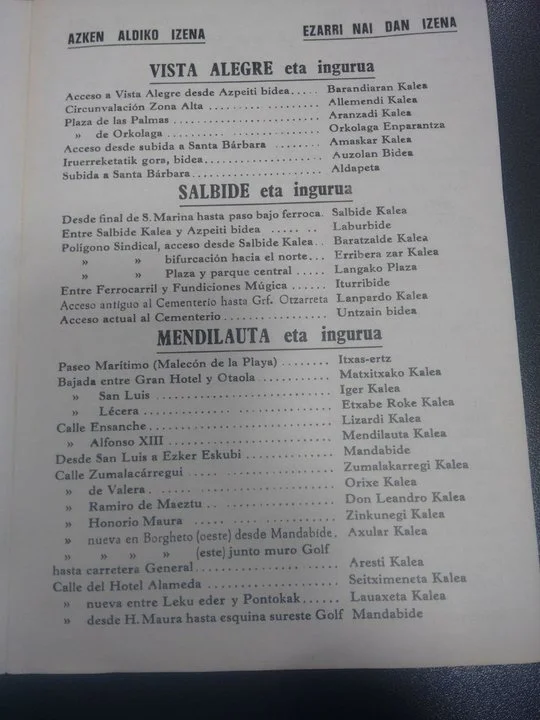 AZKEN ALDIKO IZENA EZARRI NAI DAN IZENA
VISTA ALEGRE eta ingurua
Acceso a Vista Alegre desde Azpeiti bidea..... Barandiaran Kalea
Circunvalación Zona Alta .................. Allemendi Kalea
Plaza de las Palmas ....................... Aranzadi Kalea
» de Orkolaga ....................... Orkolaga Enparantza
Acceso desde subida a Santa Bárbara ........ Amaskar Kalea
Iruerreketatik gora, bidea................... Auzolan Bidea
Subida a Santa Bárbara..................... Aldapeta
SALBIDE eta ingurua
Desde final de S. Marina hasta paso bajo ferroca. Salbide Kalea
Entre Salbide Kalea y Azpeiti bidea ..... .. Laburbide
Polígono Sindical, acceso desde Salbide Kalea.. Baratzalde Kalea
» » bifurcación hacia el norte... Erribera zar Kalea
» » Plaza y parque central ..... Langako Plaza
Entre Ferrocarril y Fundiciones Múgica ...... Iturribide
Acceso antiguo al Cementerio hasta Grf. Otzarreta Lanpardo Kalea
Acceso actual al Cementerio................ Untzain bidea
MENDILAUTA eta ingurua
Paseo Marítimo (Malecón de la Playa) ........ Itxas-ertz
Bajada entre Gran Hotel y Otaola............ Matxitxako Kalea
» San Luis ........................ Iger Kalea
» Lécera .......................... Etxabe Roke Kalea
Calle Ensanche............................ Lizardi Kalea
» Alfonso XIII ........................ Mendilauta Kalea
Desde San Luis a Ezker Eskubi .............. Mandabide
Calle Zumalacárregui ...................... Zumalakarregi Kalea
» de Valera. ......................... Orixe Kalea
» Ramiro de Maeztu .. ............... Don Leandro Kalea
» Honorio Maura ..... .... .......... Zinkunegi Kalea
» nueva en Borgheto (oeste) desde Mandabide. Axular Kalea
» » » » (este) junto muro Golf
hasta carretera General..................... Aresti Kalea
Calle del Hotel Alameda .................... Seitximeneta Kalea
» nueva entre Leku eder y Pontokak...... Lauaxeta Kalea
» desde H. Maura hasta esquina sureste Golf Mandabide